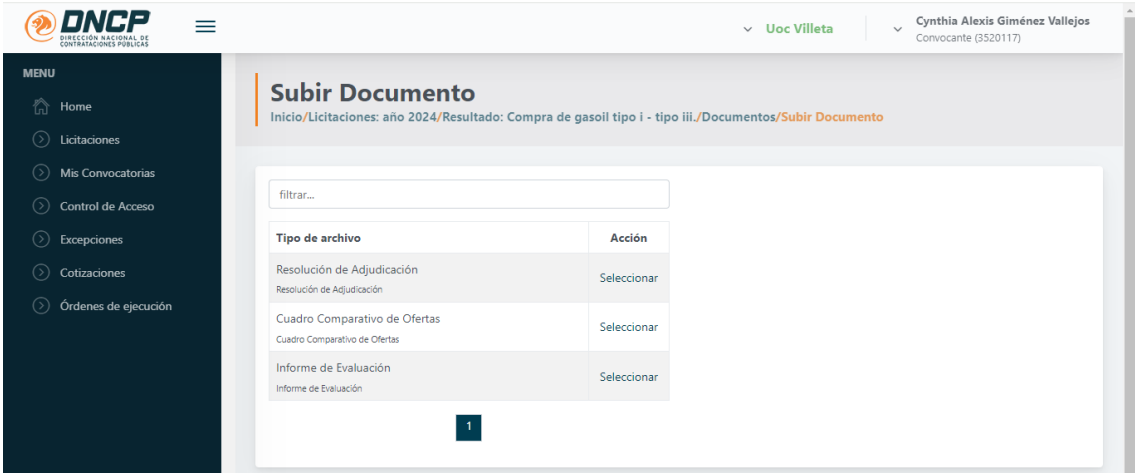 DNCP
DIRECCIÓN NACIONAL DE
CONTRATACIONES PÚBLICAS
Uoc Villeta
Cynthia Alexis Giménez Vallejos
Convocante (3520117)
MENU
Home
Licitaciones
Mis Convocatorias
Control de Acceso
Excepciones
Cotizaciones
Órdenes de ejecución
Subir Documento
Inicio/Licitaciones: año 2024/Resultado: Compra de gasoil tipo i - tipo iii./Documentos/Subir Documento
filtrar...
Tipo de archivo Acción
Resolución de Adjudicación
Resolución de Adjudicación
Seleccionar
Cuadro Comparativo de Ofertas
Cuadro Comparativo de Ofertas
Seleccionar
Informe de Evaluación
Informe de Evaluación
Seleccionar
1